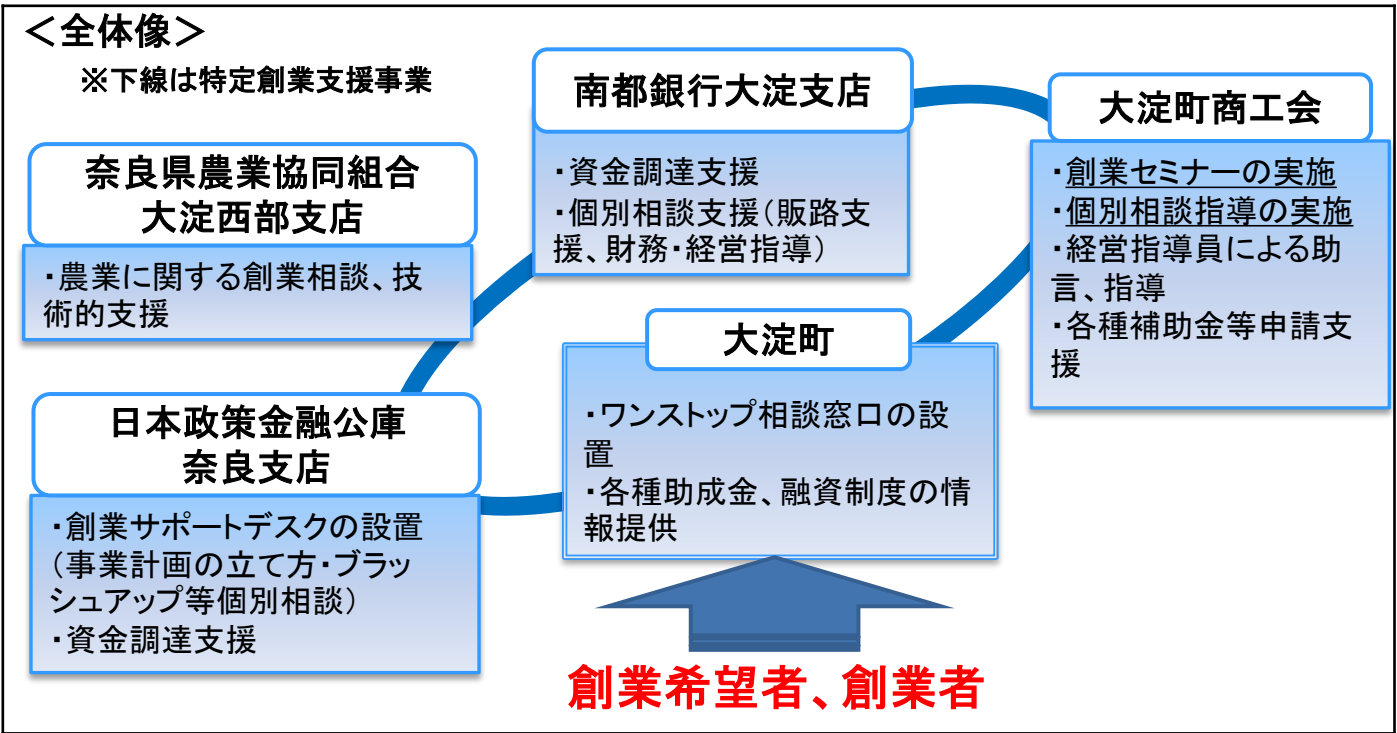 ＜全体像＞
※下線は特定創業支援事業
奈良県農業協同組合
大淀西部支店
・農業に関する創業相談、技
術的支援
南都銀行大淀支店
・資金調達支援
・個別相談支援（販路支
援、財務・経営指導）
大淀町商工会
・創業セミナーの実施
・個別相談指導の実施
・経営指導員による助
言、指導
・各種補助金等申請支
援
日本政策金融公庫
奈良支店
・創業サポートデスクの設置
（事業計画の立て方・ブラッ
シュアップ等個別相談）
・資金調達支援
大淀町
・ワンストップ相談窓口の設
置
・各種助成金、融資制度の情
報提供
創業希望者、創業者